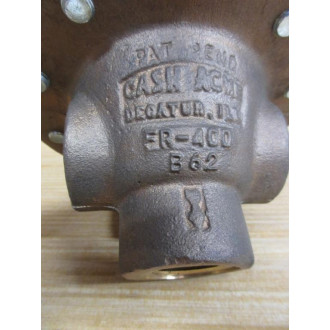 PAT PEND
CASH ACME
DECATUR, ILL
FR-400
B62